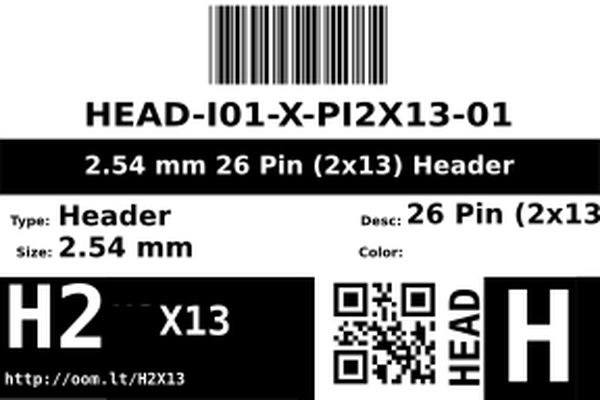 HEAD-I01-X-PI2X13-01
2.54 mm 26 Pin (2x13) Header
Type: Header
Desc: 26 Pin (2x13
Size: 2.54 mm
Color:
H2 X13
http://oom.lt/H2X13
HEAD
H